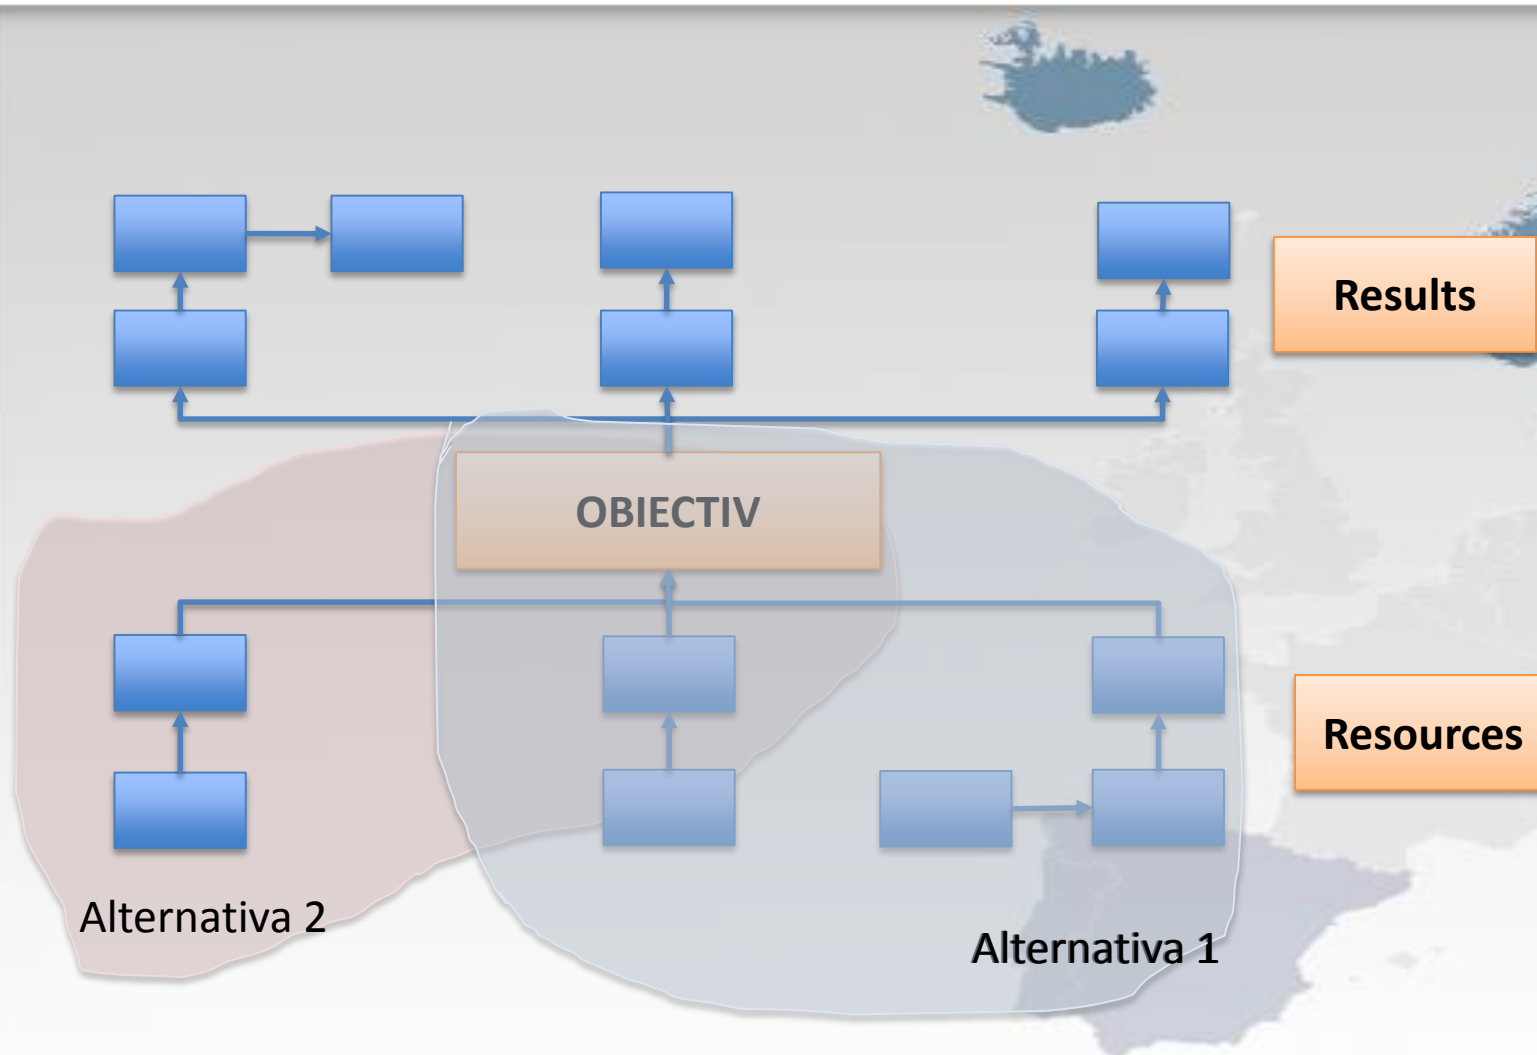 Results
OBIECTIV
Resources
Alternativa 2
Alternativa 1